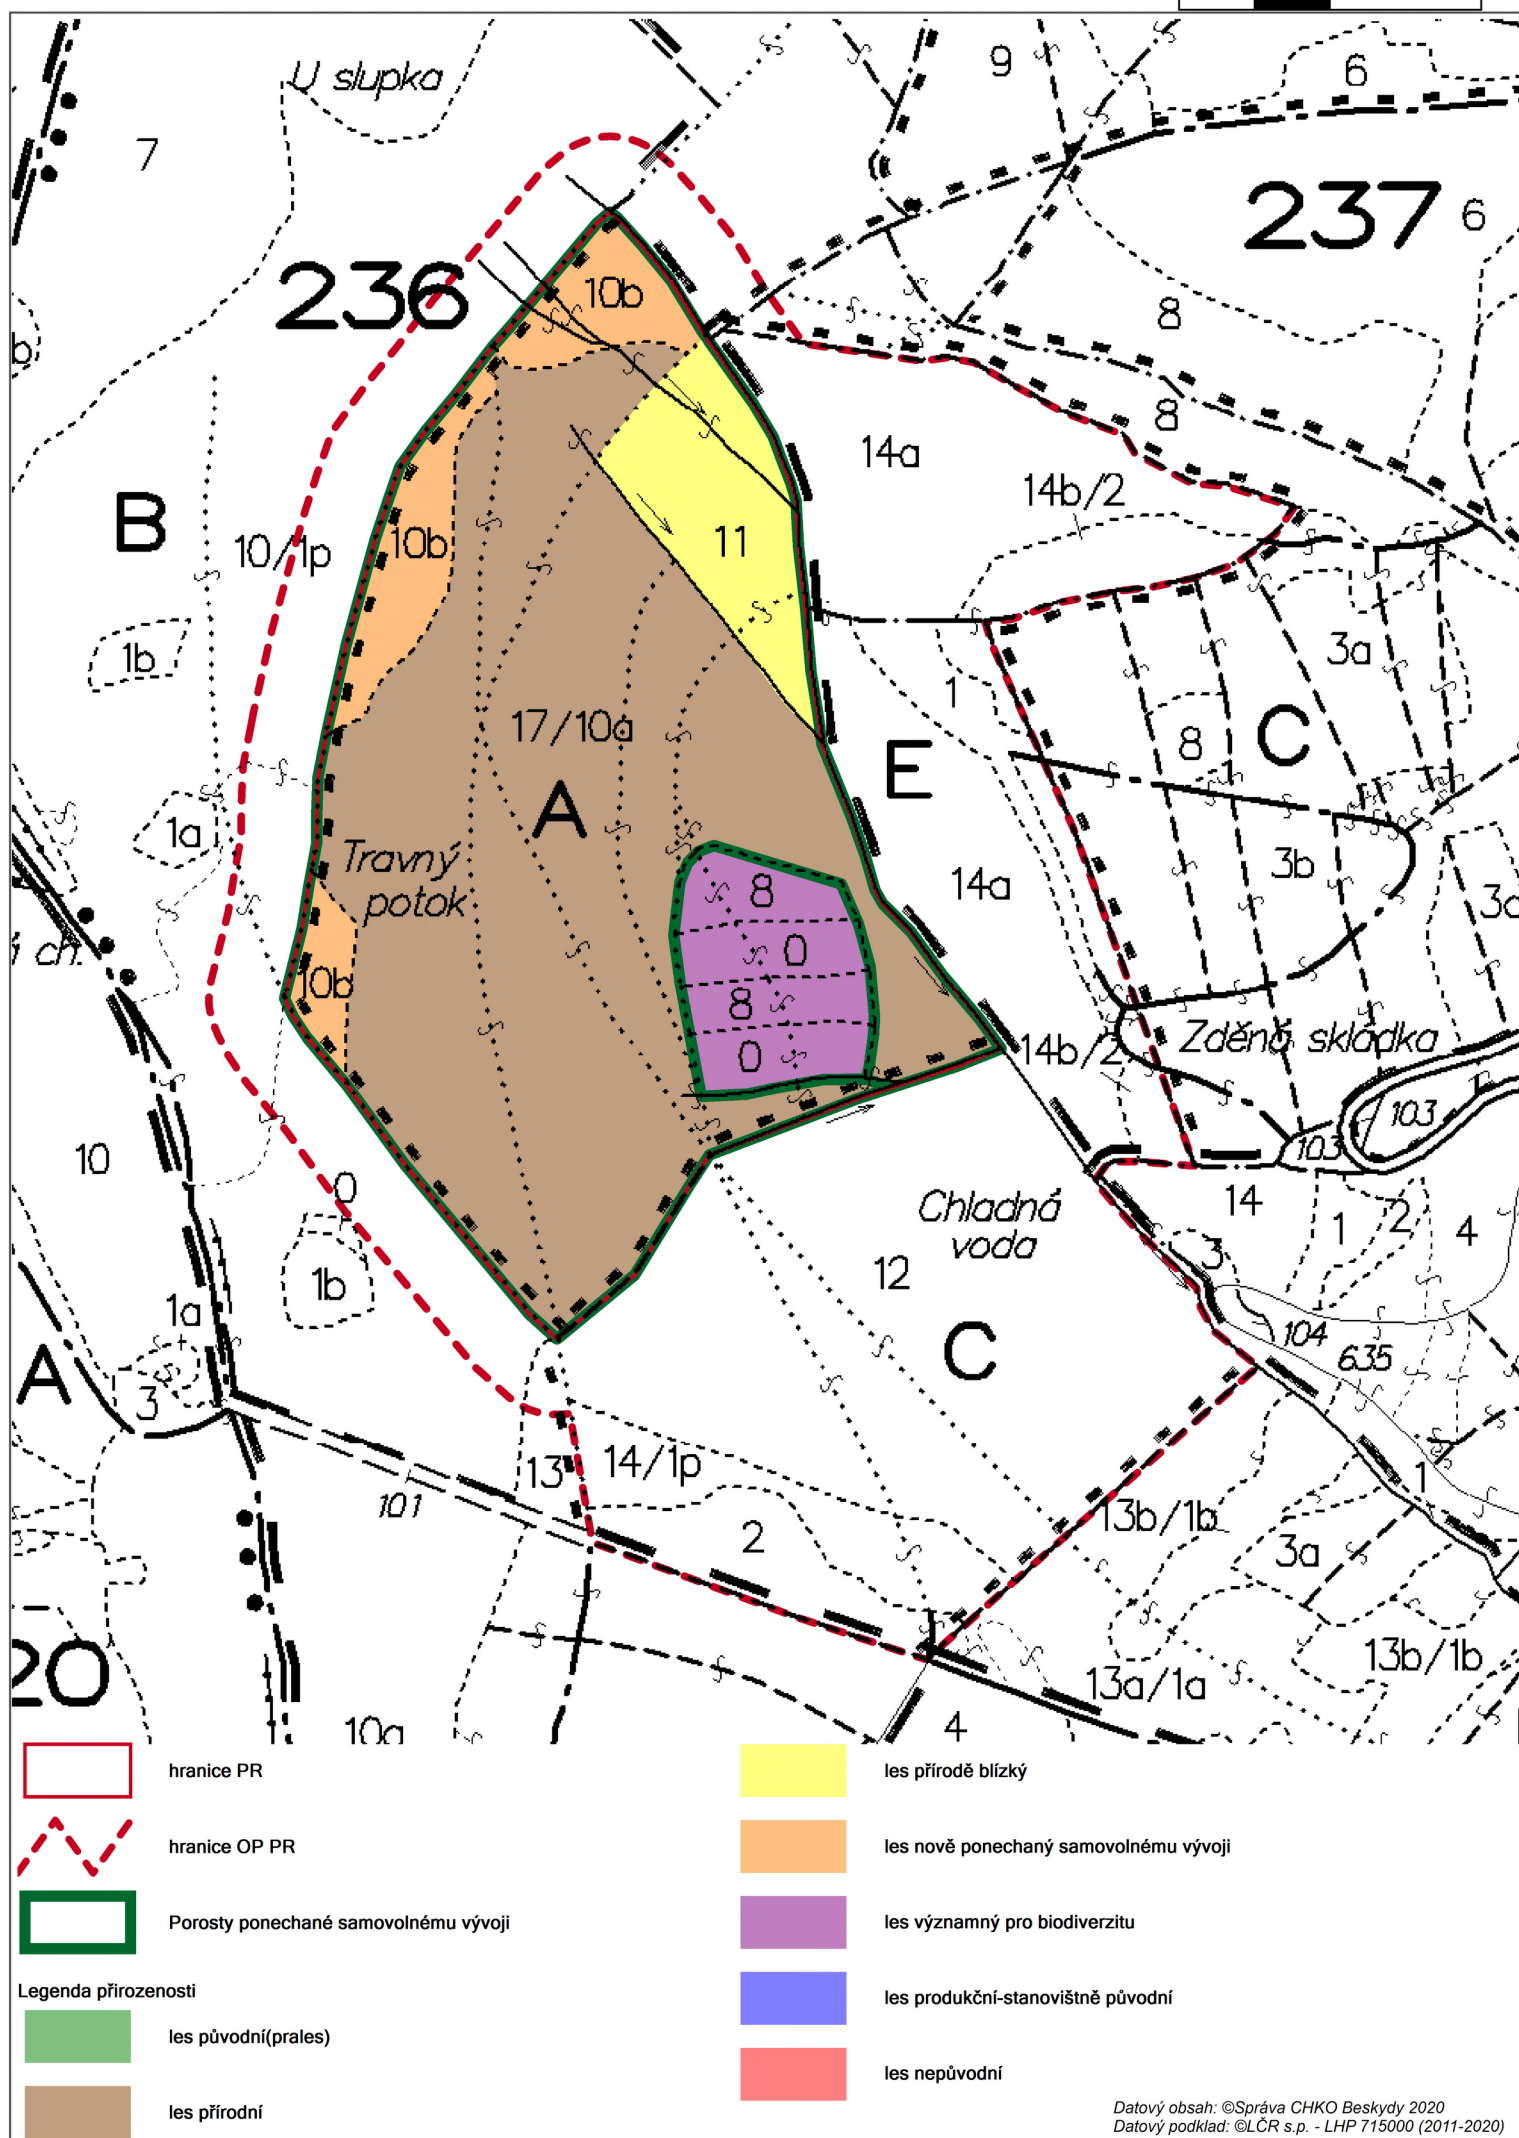 U slupka
9
6
7
237
6
236
10b
8
b
8
14a
14b/2
B
10/1p
10b
11
3a
1b
1
17/10a
8
C
E
A
1a
Travný
potok
3b
14a
8
0
10b
8
0
ch.
14b/2
Zděná skládka
103
103
10
0
Chladná
voda
14
1
2
4
3
12
1b
1a
104
635
C
A
3
13
14/1p
101
1
2
13b/1b
3a
20
13a/1a
13b/1b
10a
4
hranice PR
hranice OP PR
Porosty ponechané samovolnému vývoji
Legenda přirozenosti
les původní(prales)
les přírodní
les přírodě blízký
les nově ponechaný samovolnému vývoji
les významný pro biodiverzitu
les produkční-stanovištně původní
les nepůvodní
Datový obsah: ©Správa CHKO Beskydy 2020
Datový podklad: ©LČR s.p. - LHP 715000 (2011-2020)